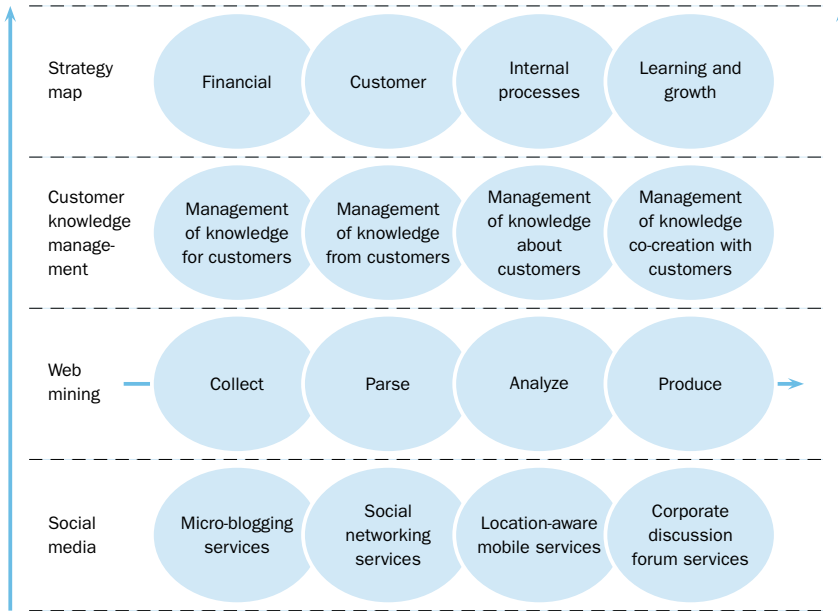 Strategy
map
Financial
Customer
Internal
processes
Learning and
growth
Customer
knowledge
manage-
ment
Management
of knowledge
for customers
Management
of knowledge
from customers
Management
of knowledge
about
customers
Management
of knowledge
co-creation with
customers
Web
mining
Collect
Parse
Analyze
Produce
Social
media
Micro-blogging
services
Social
networking
services
Location-aware
mobile services
Corporate
discussion
forum services